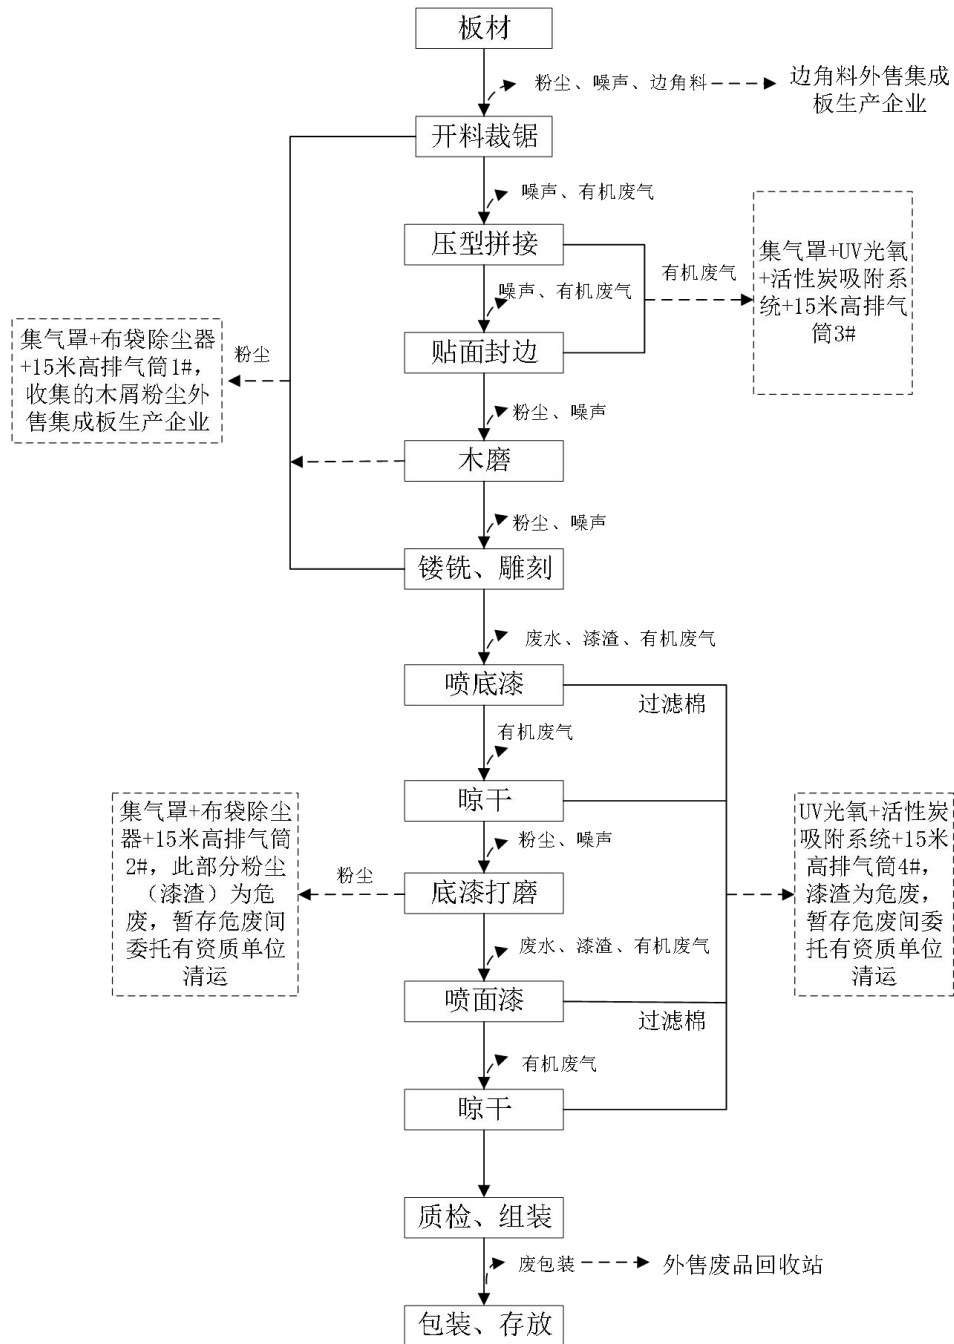 板材
粉尘、噪声、边角料
边角料外售集成
板生产企业
开料裁锯
噪声、有机废气
压型拼接
有机废气
集气罩+UV光氧
+活性炭吸附系
统+15米高排气
筒3#
噪声、有机废气
贴面封边
集气罩+布袋除尘器
+15米高排气筒1#，
收集的木屑粉尘外
售集成板生产企业
粉尘
粉尘、噪声
木磨
粉尘、噪声
镂铣、雕刻
废水、漆渣、有机废气
喷底漆
过滤棉
有机废气
晾干
粉尘、噪声
集气罩+布袋除尘
器+15米高排气筒
2#，此部分粉尘
（漆渣）为危
废，暂存危废间
委托有资质单位
清运
粉尘
底漆打磨
UV光氧+活性炭
吸附系统+15米
高排气筒4#，
漆渣为危废，
暂存危废间委
托有资质单位
清运
废水、漆渣、有机废气
喷面漆
过滤棉
有机废气
晾干
质检、组装
废包装
外售废品回收站
包装、存放